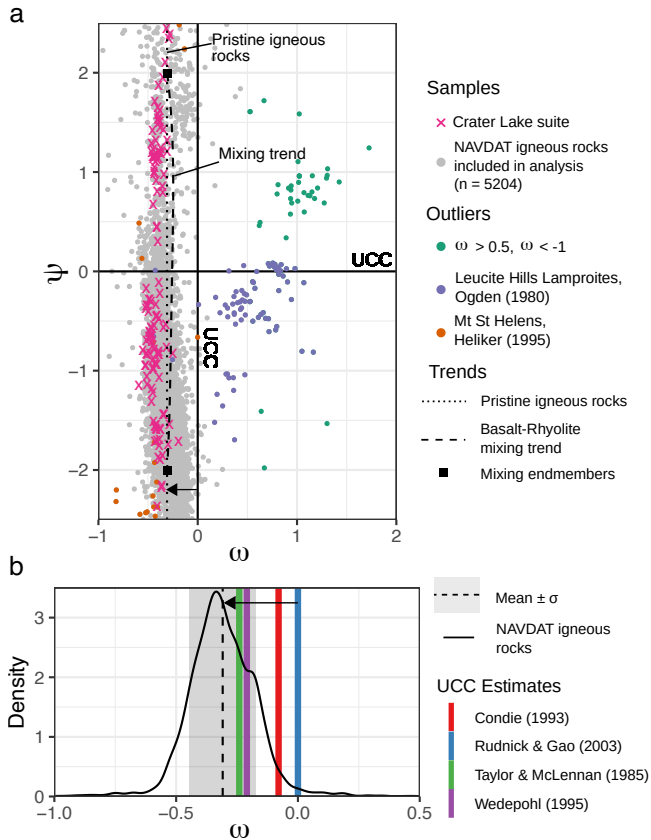 a
Pristine igneous
rocks
Mixing trend
UCC
UCC
2
1
0
−1
−2
ψ
−1
0
1
2
ω
Samples
Crater Lake suite
NAVDAT igneous rocks
included in analysis
(n = 5204)
Outliers
ω > 0.5, ω < -1
Leucite Hills Lamproites,
Ogden (1980)
Mt St Helens,
Heliker (1995)
Trends
Pristine igneous rocks
Basalt-Rhyolite
mixing trend
Mixing endmembers
b
3
2
1
0
Density
−1.0
−0.5
0.0
0.5
ω
Mean ± σ
NAVDAT igneous
rocks
UCC Estimates
Condie (1993)
Rudnick & Gao (2003)
Taylor & McLennan (1985)
Wedepohl (1995)